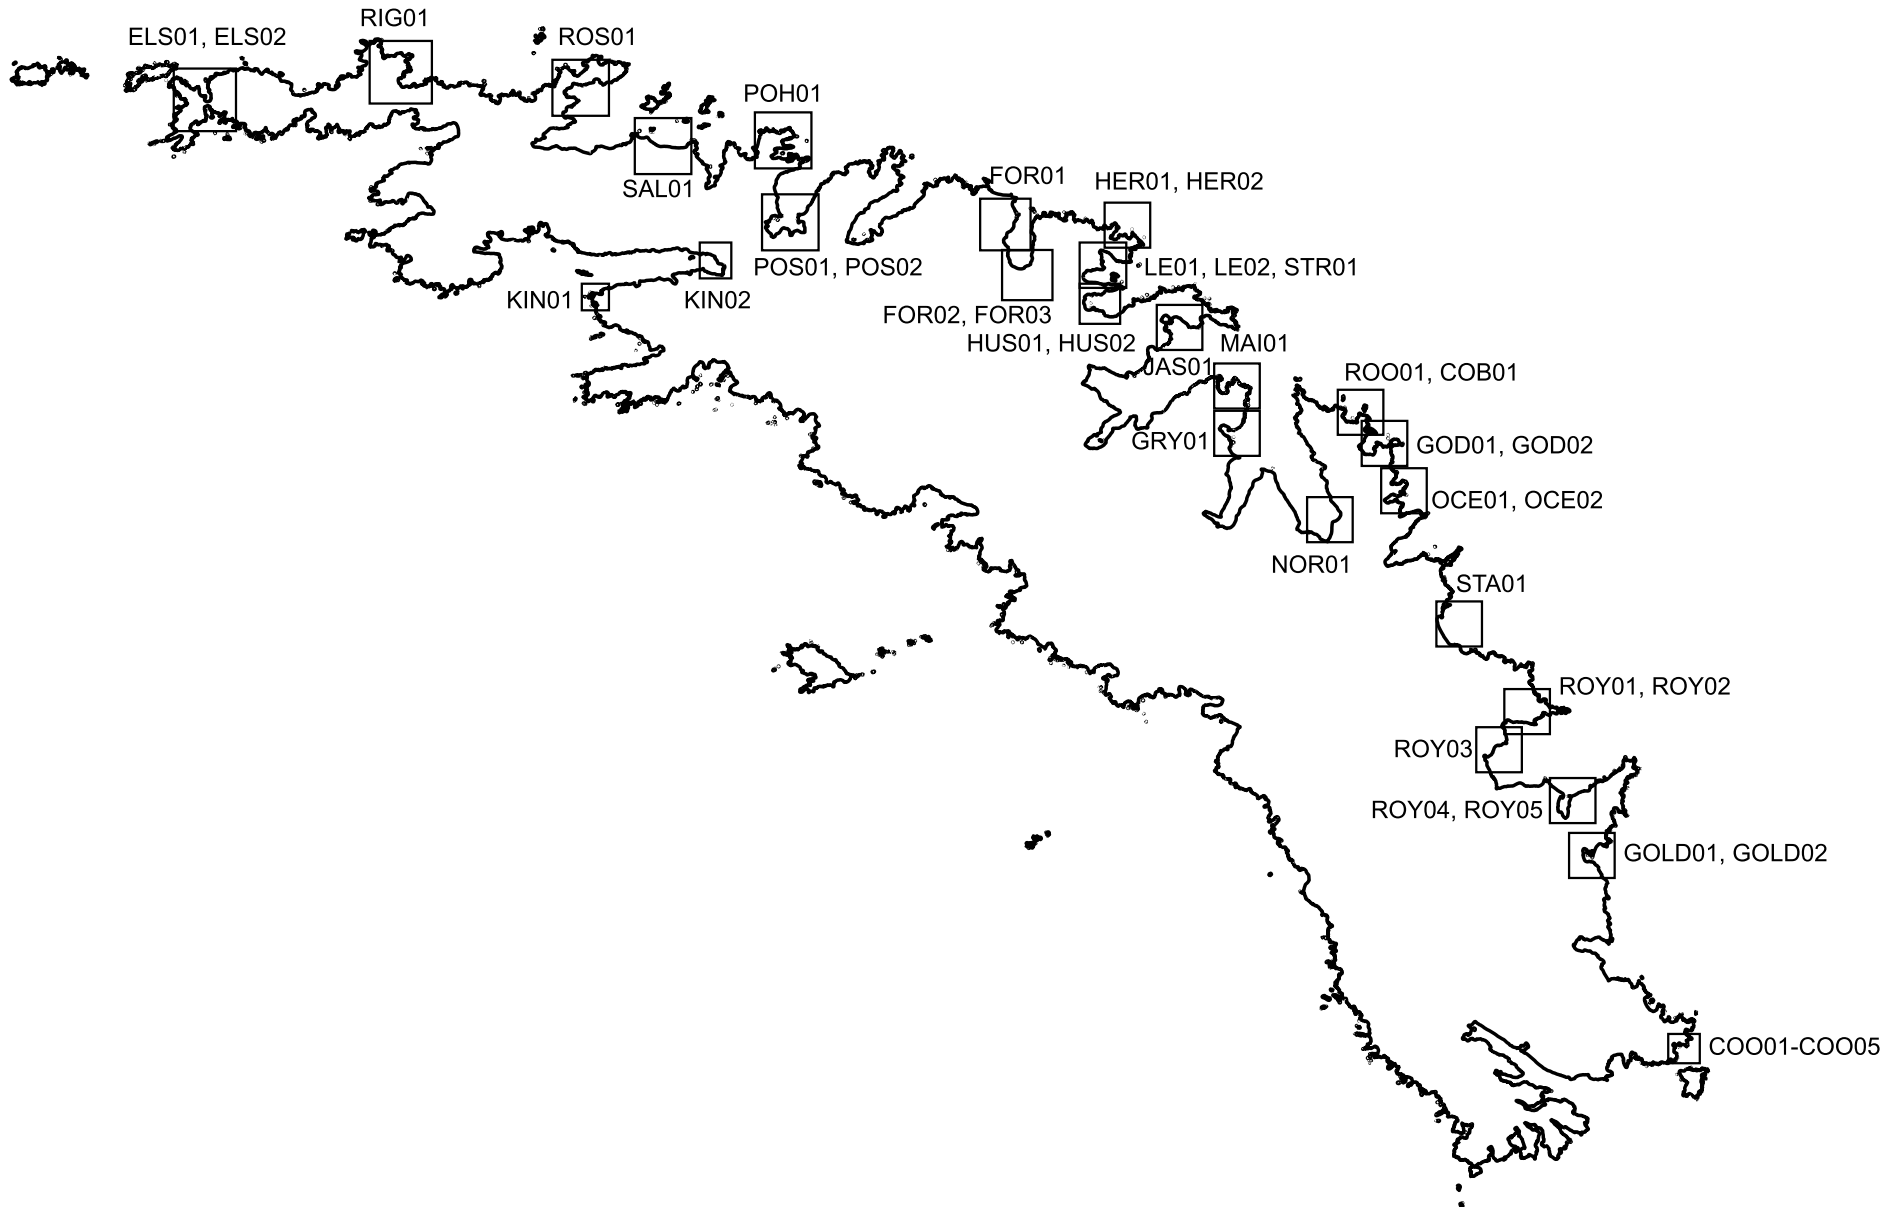 RIG01
ELS01, ELS02
ROS01
POH01
FOR01
HER01, HER02
SAL01
POS01, POS02
LE01, LE02, STR01
KIN01
KIN02
FOR02, FOR03
HUS01, HUS02
MAI01
JAS01
ROO01, COB01
GRY01
GOD01, GOD02
OCE01, OCE02
NOR01
STA01
ROY01, ROY02
ROY03
ROY04, ROY05
GOLD01, GOLD02
COO01-COO05